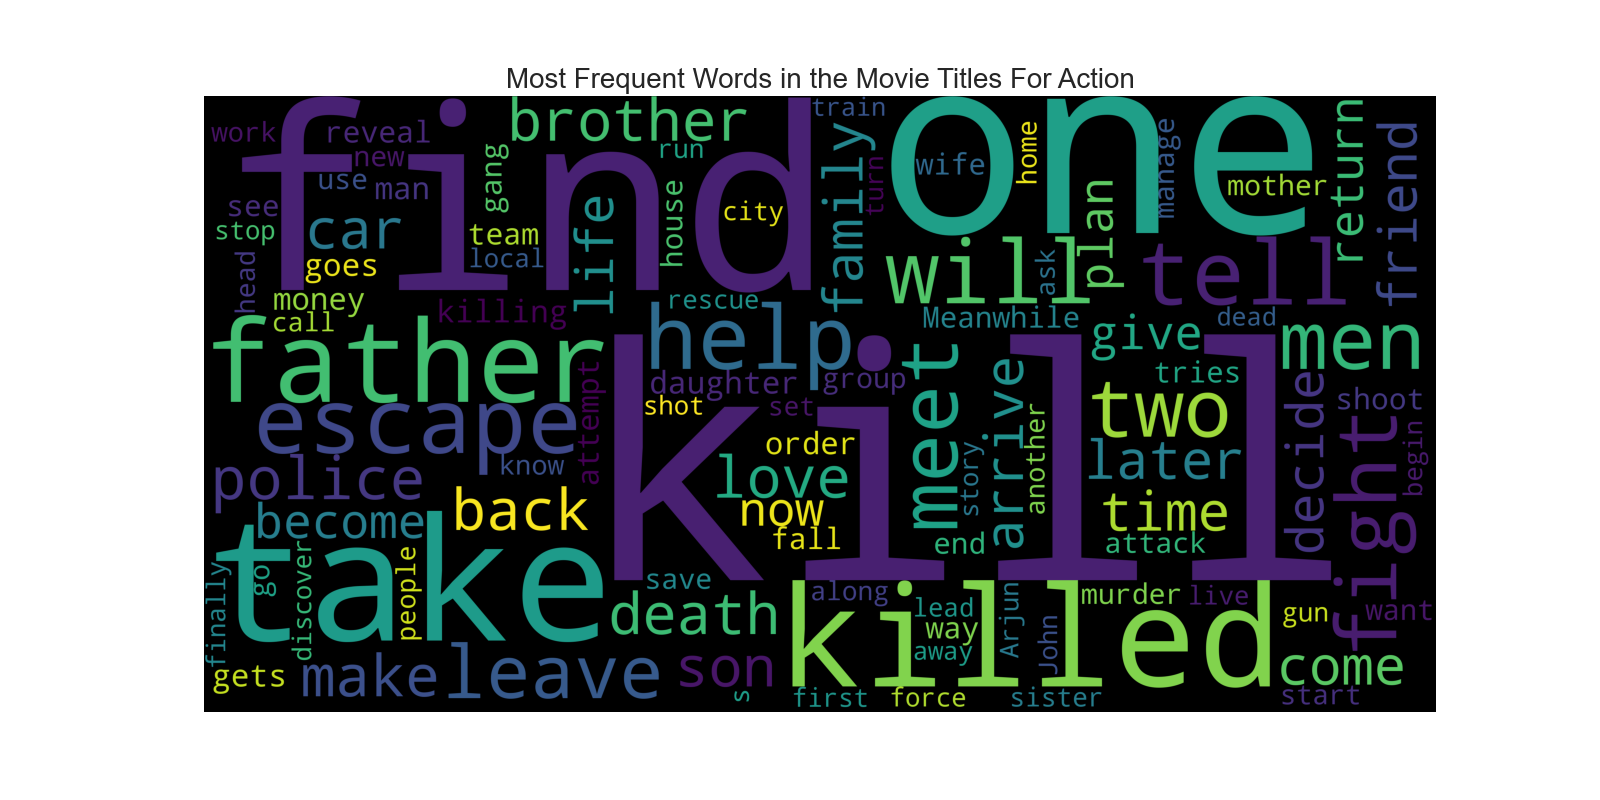 Most Frequent Words in the Movie Titles For Action
find
one
brother
train
work
reveal
new
run
family
wife
home
manage
mother
return
friend
use
man
gang
see
stop
car
team
life
house
city
turn
plan
goes
local
will
ask
tell
head
money
call
killing
rescue
Meanwhile
dead
father
help
kill
give
men
daughter
group
meet
arrive
tries
escape
attempt
shot
set
two
shoot
order
another
decide
fight
begin
police
know
love
story
later
become
back
now
time
fall
end
attack
take
finally
go
discover
people
save
death
along
killed
lead
way
away
Arjun
John
murder
live
gun
want
gets
make
leave
son
s
first
force
sister
come
start